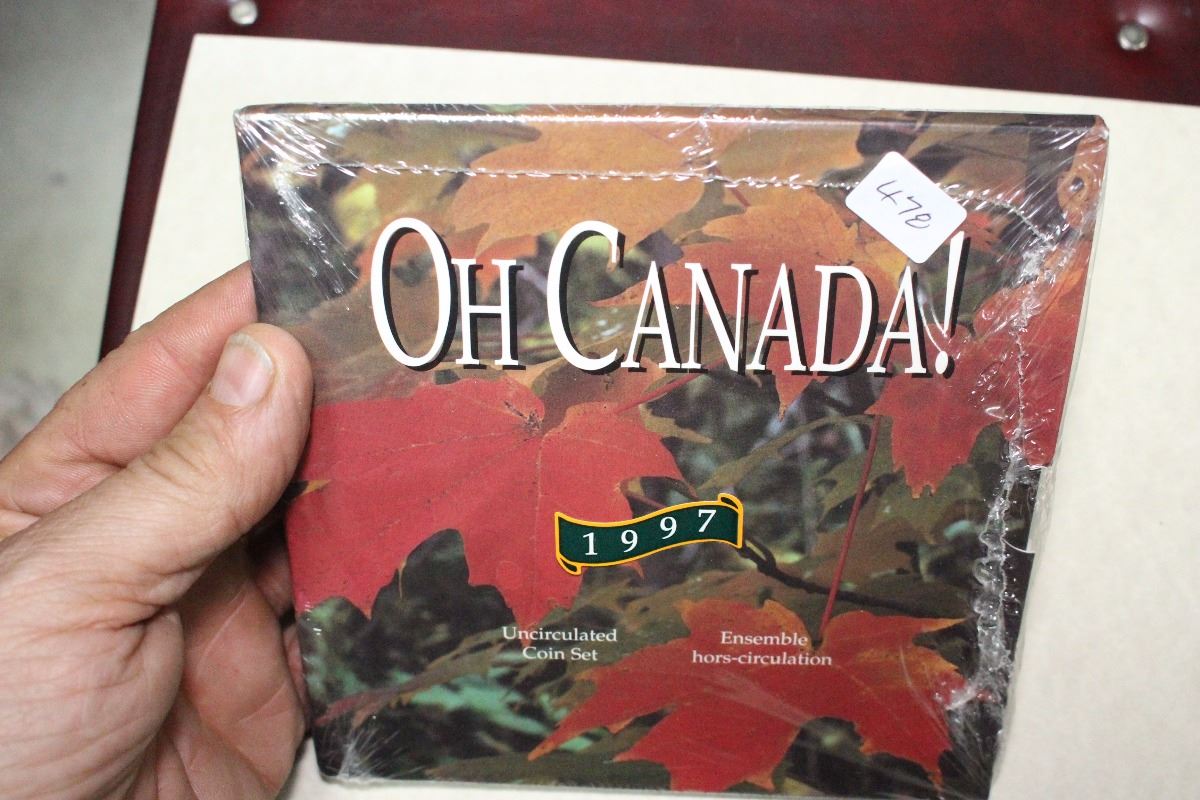 478
OH CANADA!
1997
Uncirculated
Coin Set
Ensemble
hors-circulation